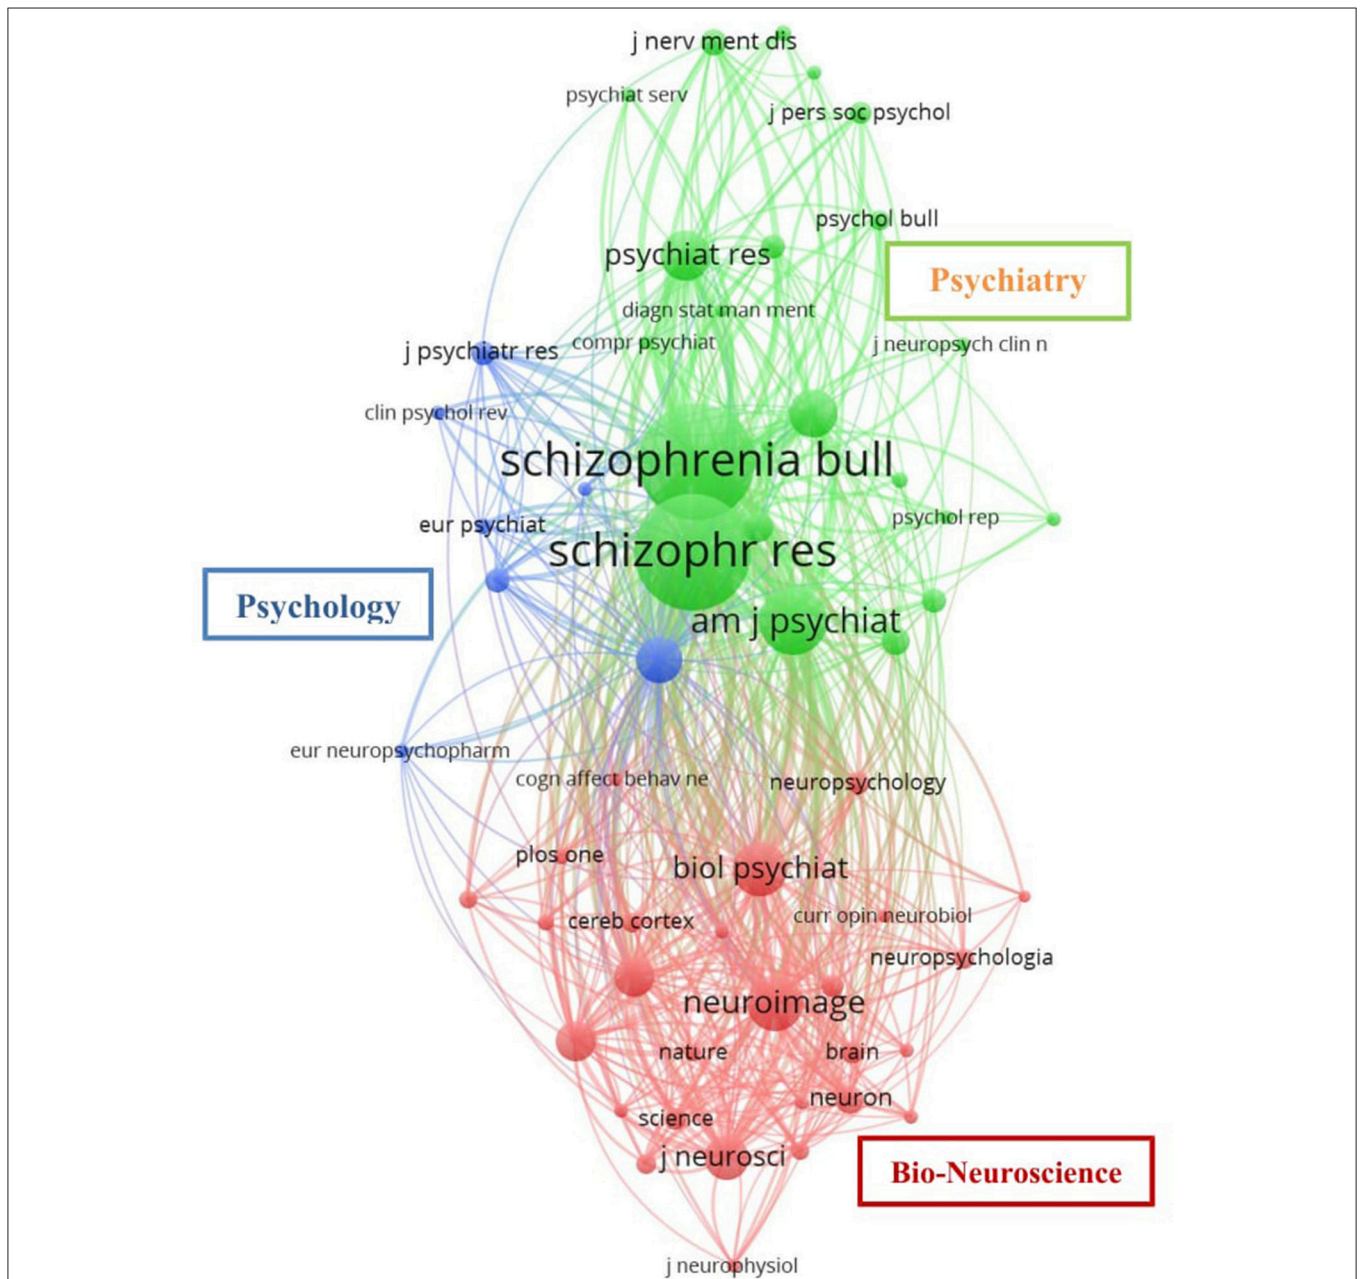 j nerv ment dis
psychiat serv
j pers soc psychol
psychol bull
psychiat res
Psychiatry
diagn stat man ment
compr psychiat
j neuropsych clin n
j psychiatr res
clin psychol rev
schizophrenia bull
psychol rep
eur psychiat
schizophr res
Psychology
am j psychiat
eur neuropsychopharm
cogn affect behav ne
neuropsychology
plos one
biol psychiat
curr opin neurobiol
cereb cortex
neuropsychologia
neuroimage
nature
brain
neuron
science
j neurosci
Bio-Neuroscience
j neurophysiol